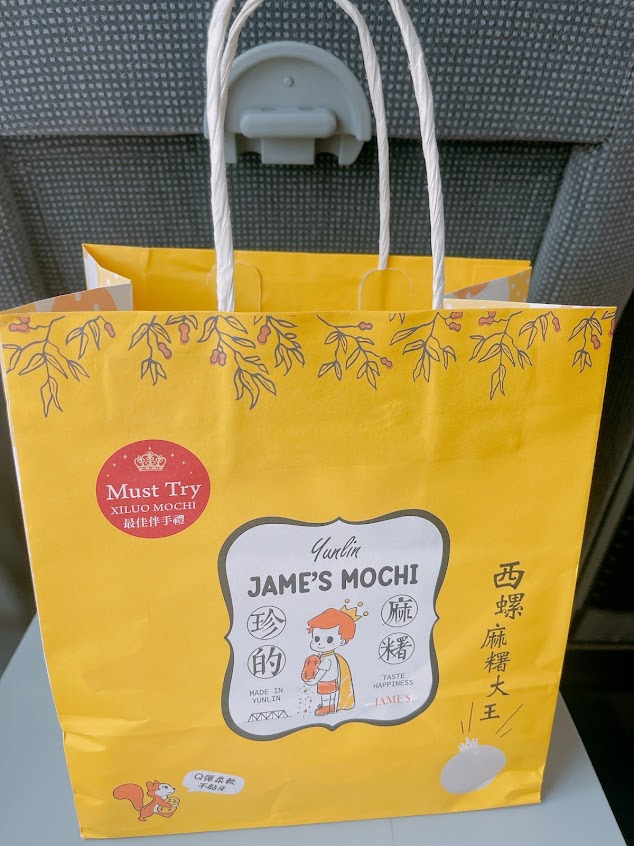 Must Try
XILUO MOCHI
最佳伴手禮
Yunlin
JAME'S MOCHI
珍的
麻糬
MADE IN
YUNLIN
TASTE
HAPPINESS
JAME'S
西螺麻糬大王
Q彈柔軟
不黏牙